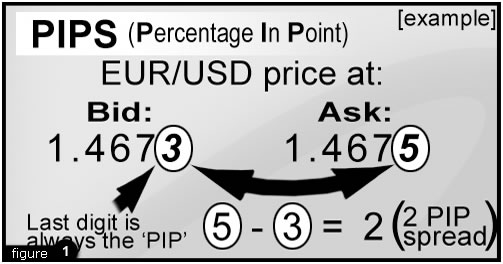 [example]
PIPS (Percentage In Point)
EUR/USD price at:
Bid: Ask:
1.4673 1.4675
Last digit is
always the 'PIP'
5 - 3 = 2 (2 PIP
spread)
figure 1